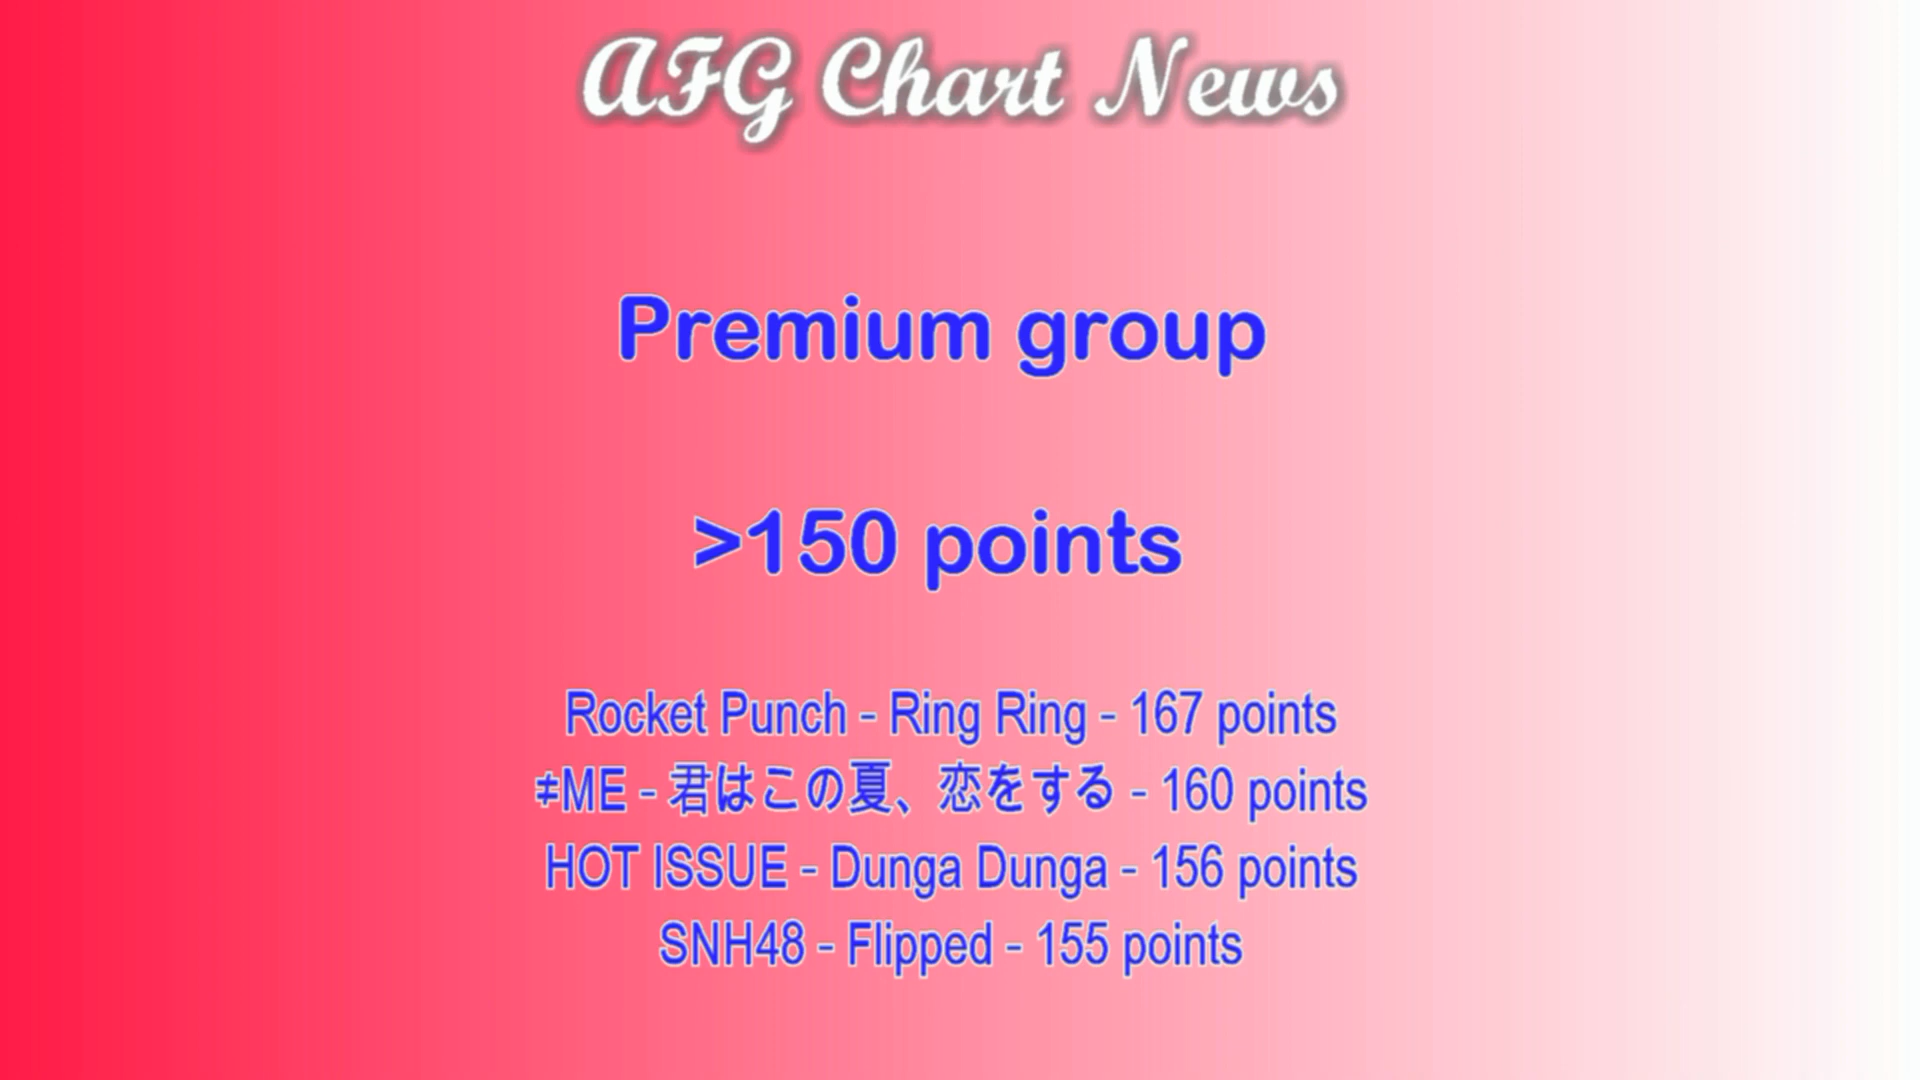 AFG Chart News
Premium group
>150 points
Rocket Punch - Ring Ring - 167 points
≠ME - 君はこの夏、恋をする - 160 points
HOT ISSUE - Dunga Dunga - 156 points
SNH48 - Flipped - 155 points